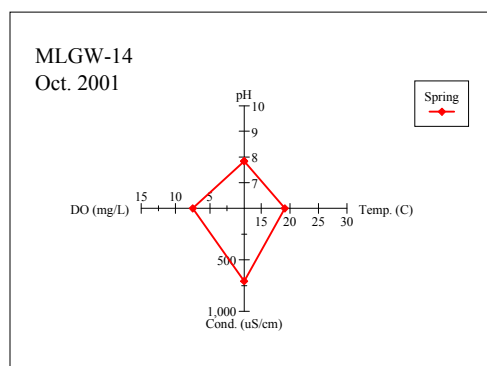 MLGW-14
Oct. 2001
Spring
pH
10
9
8
7
15 10 5
DO (mg/L)
15 20 25 30
Temp. (C)
500
1,000
Cond. (uS/cm)